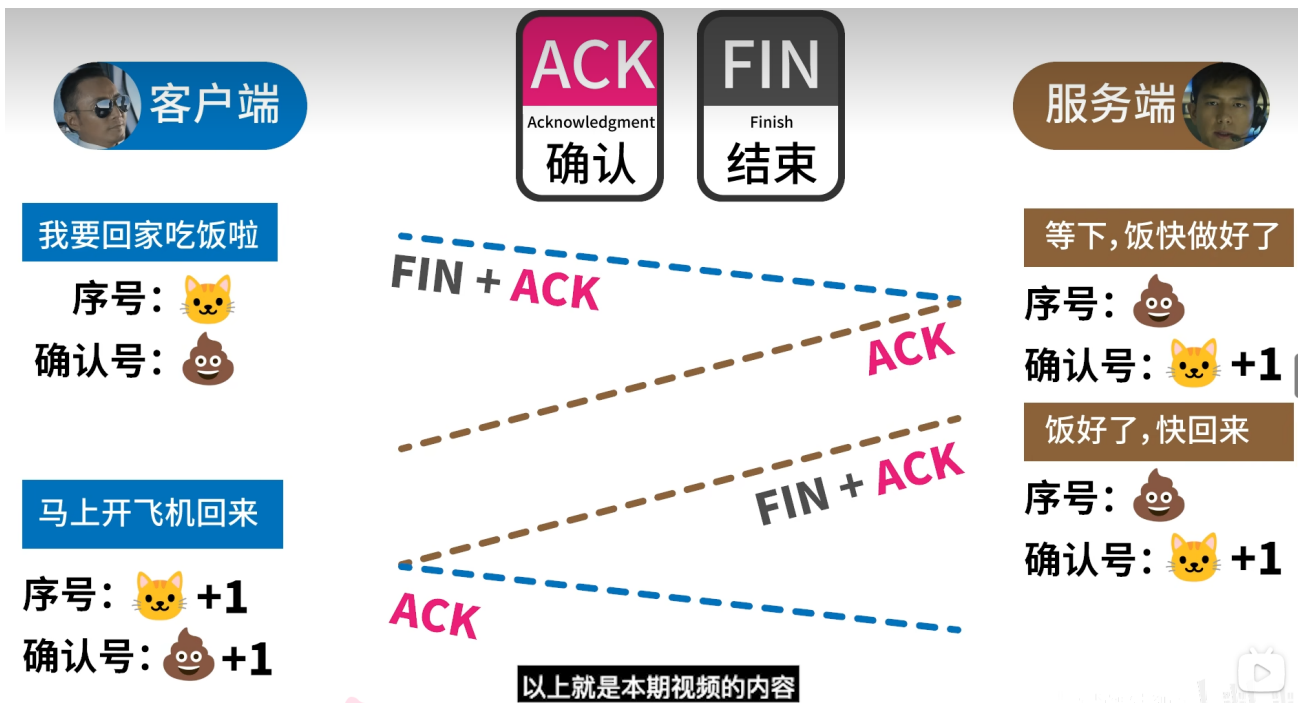 ACK
Acknowledgment
确认
FIN
Finish
结束
客户端
服务端
我要回家吃饭啦
序号：
确认号：
FIN + ACK
等下，饭快做好了
序号：
确认号： +1
ACK
饭好了，快回来
序号：
确认号： +1
FIN + ACK
马上开飞机回来
序号： +1
确认号： +1
ACK
以上就是本期视频的内容